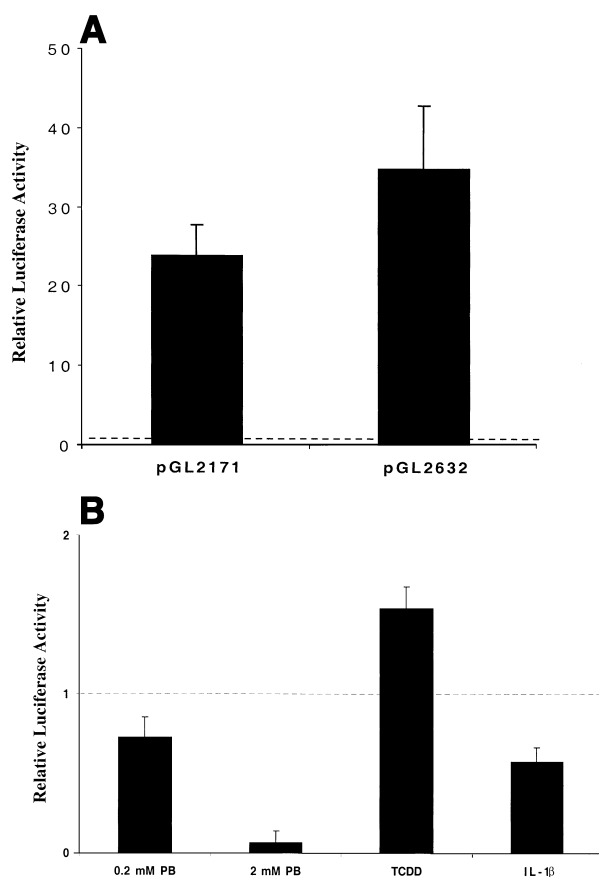 A
50
40
30
20
10
0
Relative Luciferase Activity
pGL2171 pGL2632
B
2
1
0
Relative Luciferase Activity
0.2 mM PB 2 mM PB TCDD IL-1β